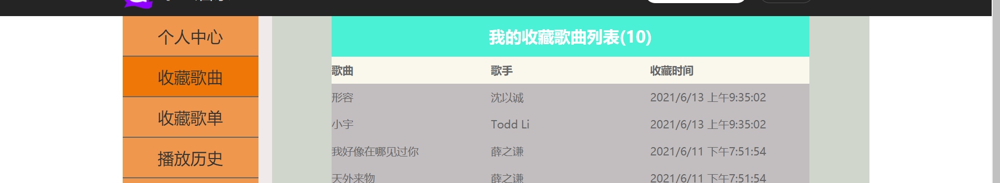 个人中心
收藏歌曲
收藏歌单
播放历史
我的收藏歌曲列表(10)
歌曲 歌手 收藏时间
形容 沈以诚 2021/6/13 上午9:35:02
小宇 Todd Li 2021/6/13 上午9:35:02
我好像在哪见过你 薛之谦 2021/6/11 下午7:51:54
天外来物 薛之谦 2021/6/11 下午7:51:54